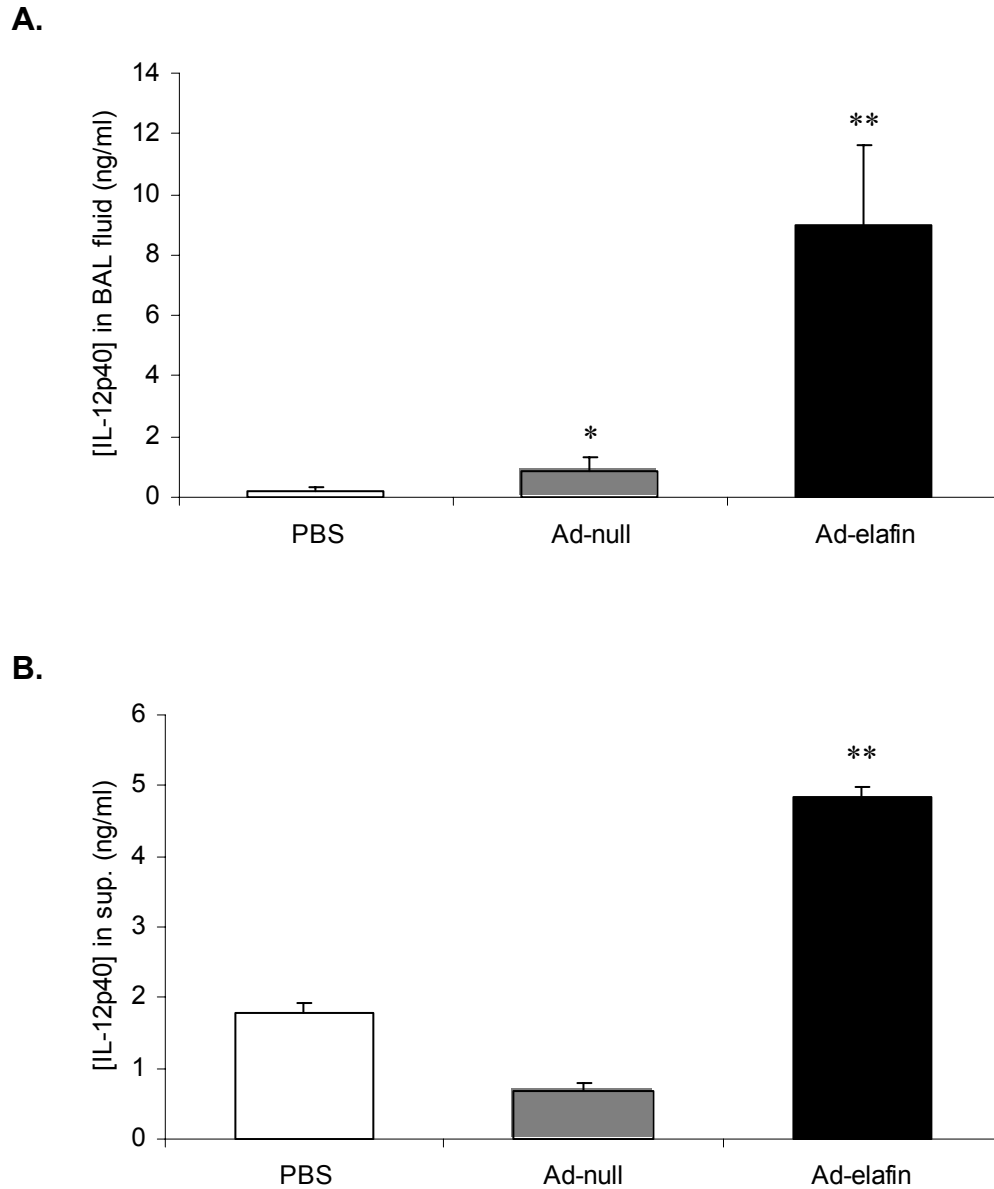 A.
[IL-12p40] in BAL fluid (ng/ml)
14
12
10
8
6
4
2
0
*
**
PBS
Ad-null
Ad-elafin
B.
[IL-12p40] in sup. (ng/ml)
6
5
4
3
2
1
0
**
PBS
Ad-null
Ad-elafin